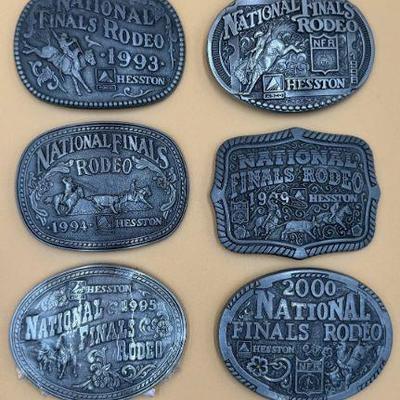 NATIONAL
FINALS RODEO
1993
HESSTON
NATIONAL FINALS
RODEO
NFR
HESSTON
NATIONAL FINALS
RODEO
1994 HESSTON
NATIONAL
FINALS RODEO
HESSTON
HESSTON
NATIONAL 1995
FINALS
RODEO
2000
NATIONAL
FINALS RODEO
HESSTON
NFR